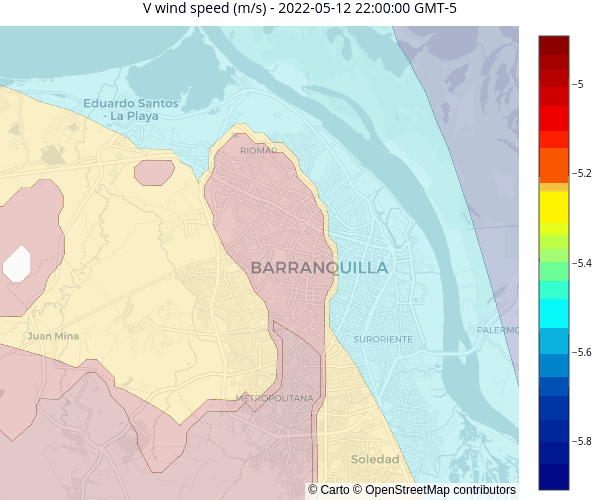 V wind speed (m/s) - 2022-05-12 22:00:00 GMT-5
Eduardo Santos
- La Playa
RIOMAR
BARRANQUILLA
Juan Mina
SURORIENTE
PALERMO
METROPOLITANA
Soledad
© Carto © OpenStreetMap contributors
−5
−5.2
−5.4
−5.6
−5.8